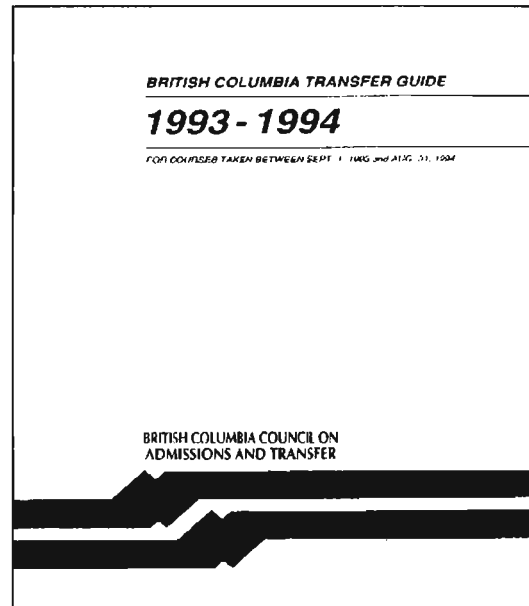 BRITISH COLUMBIA TRANSFER GUIDE
1993 - 1994
FOR COURSES TAKEN BETWEEN SEPT. 1, and AUG. 31, 1994
BRITISH COLUMBIA COUNCIL ON
ADMISSIONS AND TRANSFER